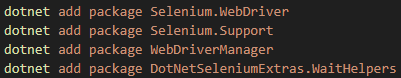 dotnet add package Selenium.WebDriver
dotnet add package Selenium.Support
dotnet add package WebDriverManager
dotnet add package DotNetSeleniumExtras.WaitHelpers